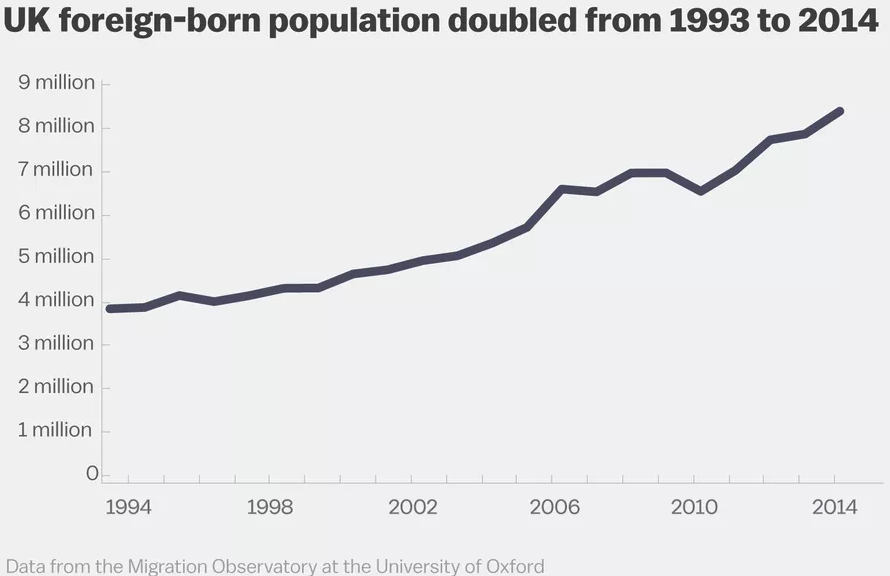 UK foreign-born population doubled from 1993 to 2014
9 million
8 million
7 million
6 million
5 million
4 million
3 million
2 million
1 million
0
1994 1998 2002 2006 2010 2014
Data from the Migration Observatory at the University of Oxford